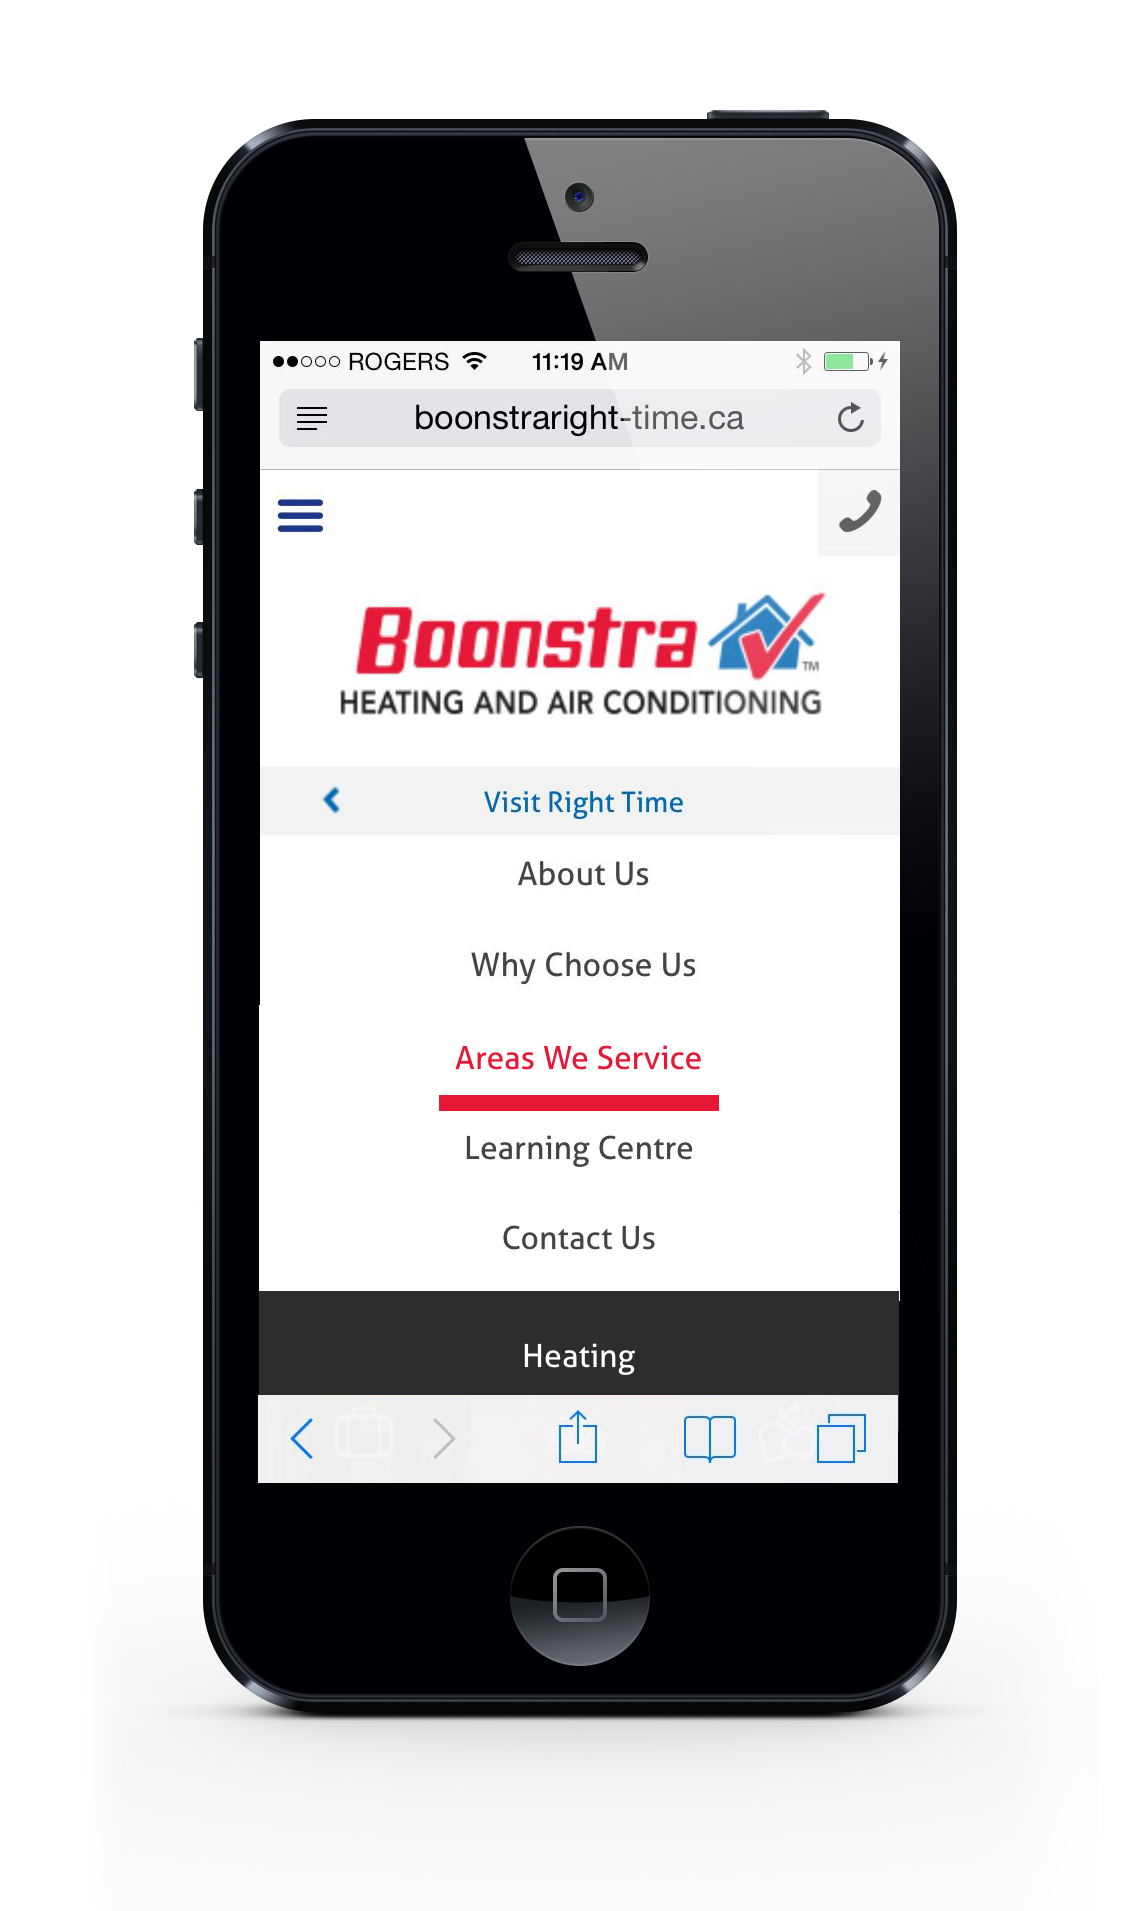 ROGERS 11:19 AM
boonstraright-time.ca
Boonstra
TM
HEATING AND AIR CONDITIONING
Visit Right Time
About Us
Why Choose Us
Areas We Service
Learning Centre
Contact Us
Heating